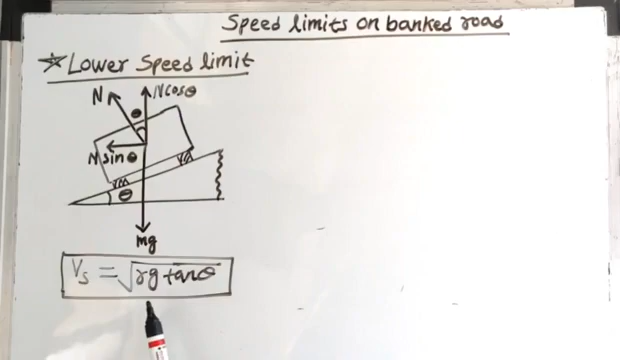 Speed limits on banked road
☆Lower Speed limit
N
Ncosθ
θ
Nsinθ
θ
mg
Vs = √rg tanθ